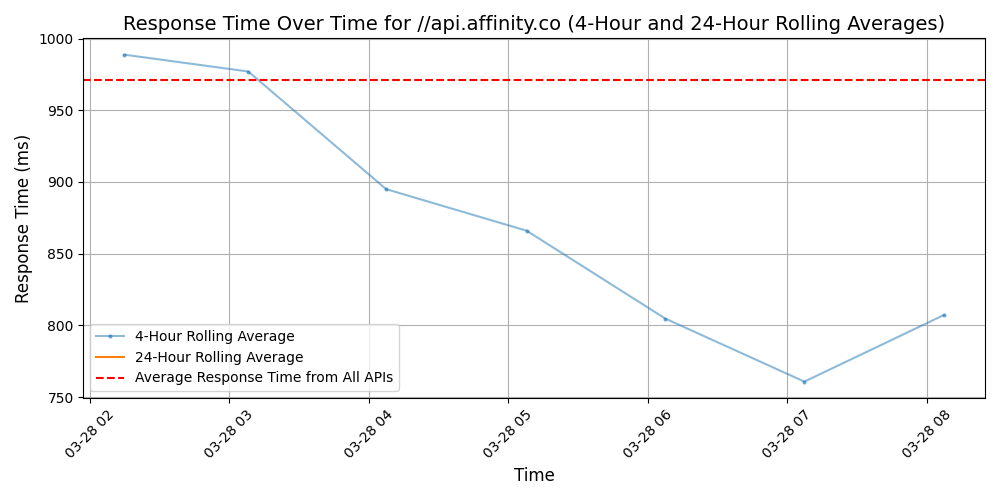 Response Time Over Time for //api.affinity.co (4-Hour and 24-Hour Rolling Averages)
Response Time (ms)
1000
950
900
850
800
750
4-Hour Rolling Average
24-Hour Rolling Average
Average Response Time from All APIs
03-28 02
03-28 03
03-28 04
03-28 05
03-28 06
03-28 07
03-28 08
Time